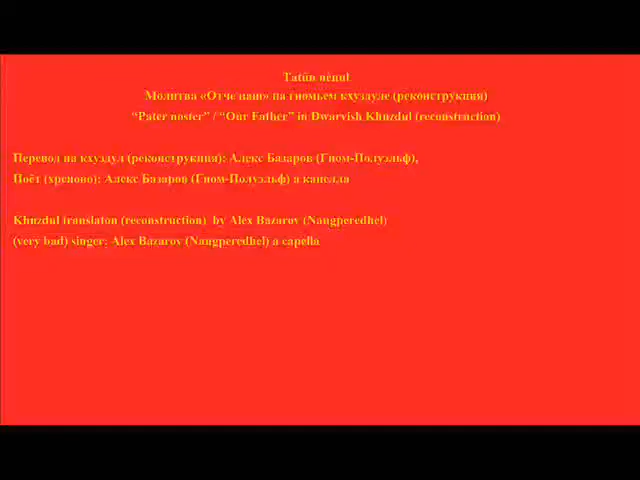 Tatûn nênul
Молитва «Отче наш» на гномьем кхуздуле (реконструкция)
“Pater noster” / “Our Father” in Dwarvish Khuzdul (reconstruction)
Перевод на кхуздул (реконструкция): Алекс Базаров (Гном-Полуэльф),
Поёт (хреново): Алекс Базаров (Гном-Полуэльф) а капелла
Khuzdul translaton (reconstruction) by Alex Bazarov (Naugperedhel)
(very bad) singer: Alex Bazarov (Naugperedhel) a capella